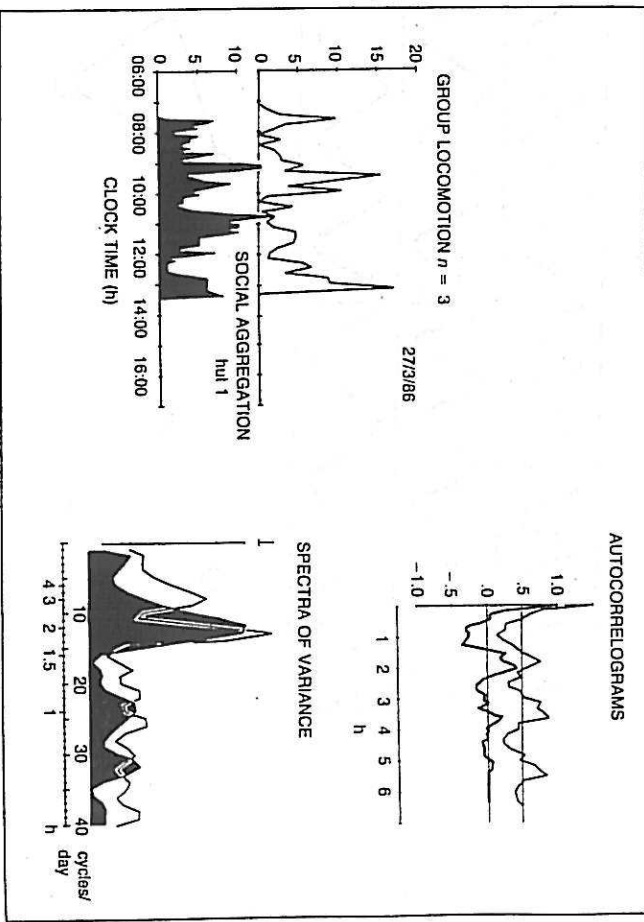 GROUP LOCOMOTION n = 3
27/3/86
20
15
10
5
0
SOCIAL AGGREGATION
hut 1
10
5
0
06:00 08:00 10:00 12:00 14:00 16:00
CLOCK TIME (h)
AUTOCORRELOGRAMS
1.0
.5
.0
-.5
-1.0
1 2 3 4 5 6
h
SPECTRA OF VARIANCE
10 20 30 40 cycles/
day
4 3 2 1.5 1 h